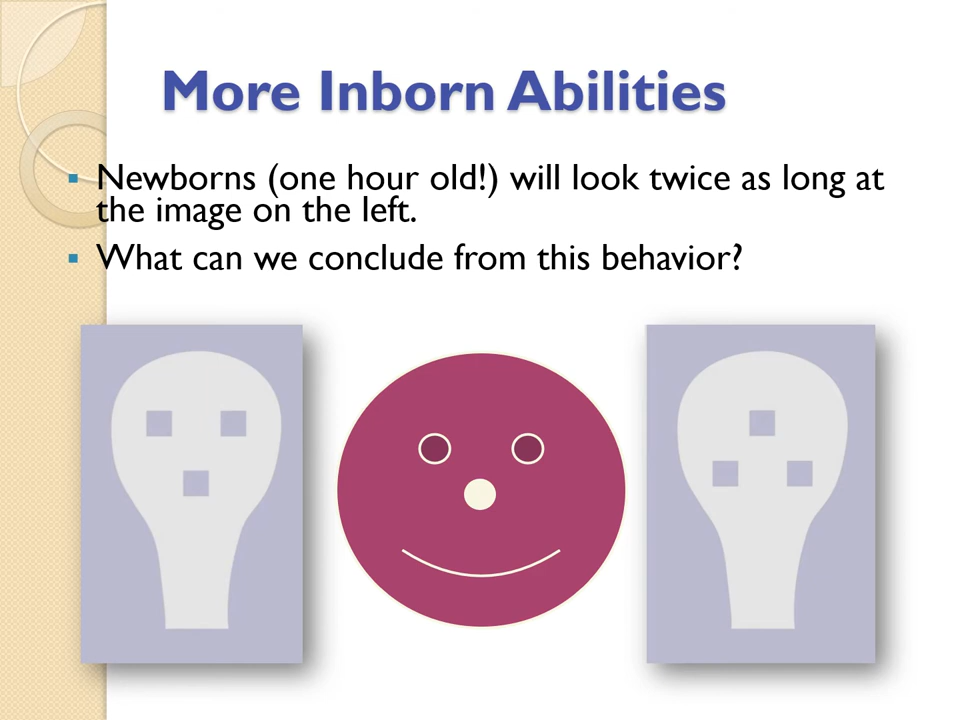 More Inborn Abilities
Newborns (one hour old!) will look twice as long at
the image on the left.
What can we conclude from this behavior?